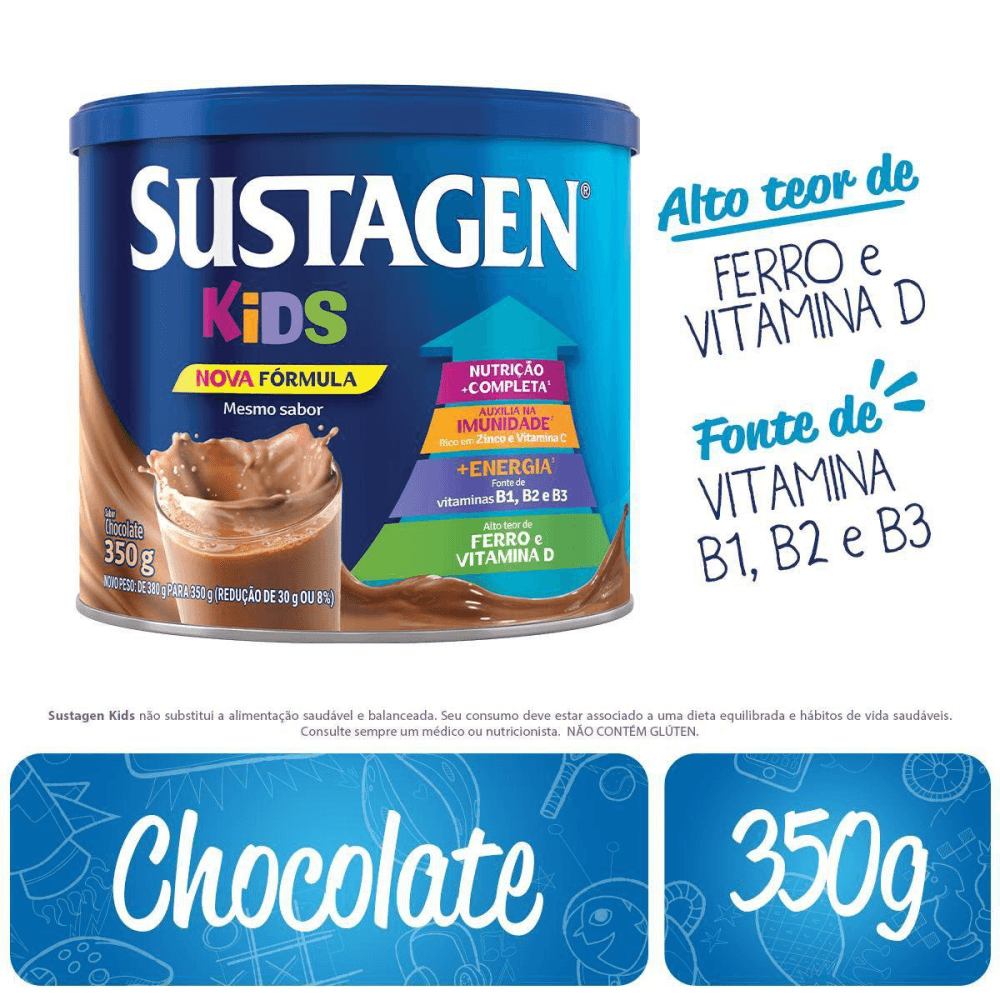 SUSTAGEN®
KiDS
NOVA FÓRMULA
Mesmo sabor
NUTRIÇÃO
+COMPLETA¹
AUXILIA NA
IMUNIDADE²
Rico em Zinco e Vitamina C
+ENERGIA³
Fonte de
vitaminas B1, B2 e B3
Alto teor de
FERRO e
VITAMINA D
Sabor
Chocolate
350 g
NOVO PESO: DE 380 g PARA 350 g (REDUÇÃO DE 30 g OU 8%)
Alto teor de
FERRO e
VITAMINA D
Fonte de
VITAMINA
B1, B2 e B3
Sustagen Kids não substitui a alimentação saudável e balanceada. Seu consumo deve estar associado a uma dieta equilibrada e hábitos de vida saudáveis.
Consulte sempre um médico ou nutricionista. NÃO CONTÉM GLÚTEN.
Chocolate
350g